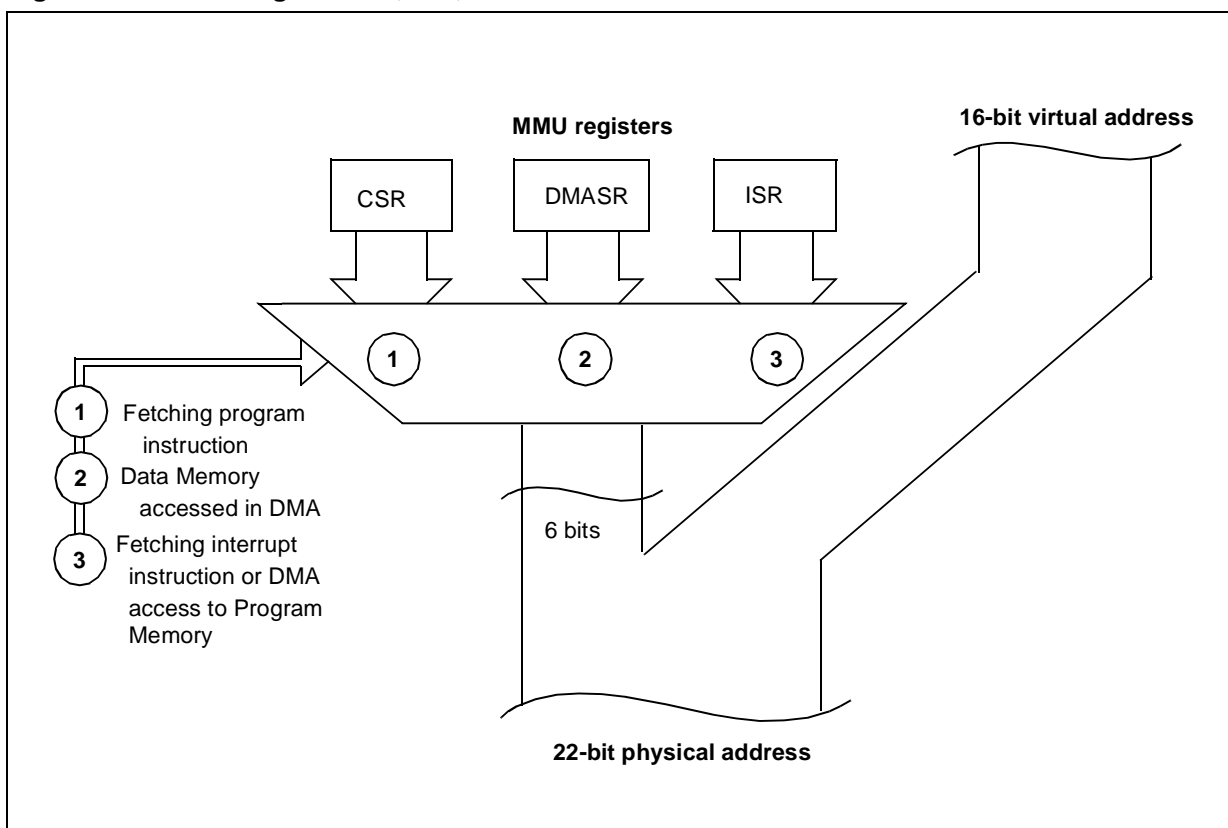 MMU registers
16-bit virtual address
CSR
DMASR
ISR
1
2
3
1
Fetching program
instruction
2
Data Memory
accessed in DMA
3
Fetching interrupt
instruction or DMA
access to Program
Memory
6 bits
22-bit physical address